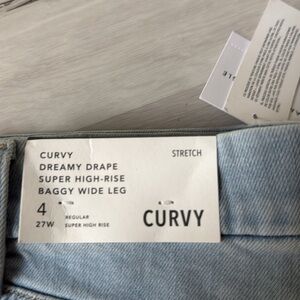 CURVY
DREAMY DRAPE
SUPER HIGH-RISE
BAGGY WIDE LEG
STRETCH
4 REGULAR
27W SUPER HIGH RISE
CURVY